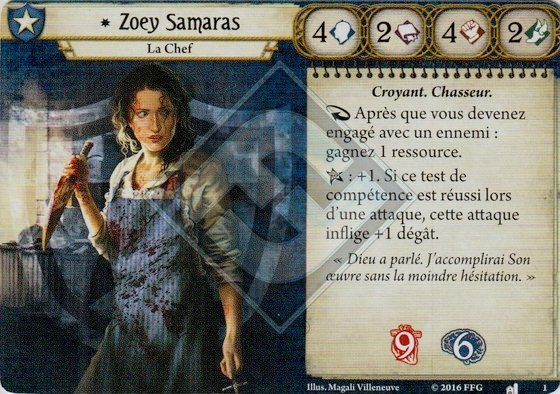 Zoey Samaras
La Chef
4 2 4 2
Croyant. Chasseur.
Après que vous devenez
engagé avec un ennemi :
gagnez 1 ressource.
: +1. Si ce test de
compétence est réussi lors
d'une attaque, cette attaque
inflige +1 dégât.
« Dieu a parlé. J'accomplirai Son
œuvre sans la moindre hésitation. »
9 6
Illus. Magali Villeneuve © 2016 FFG 1